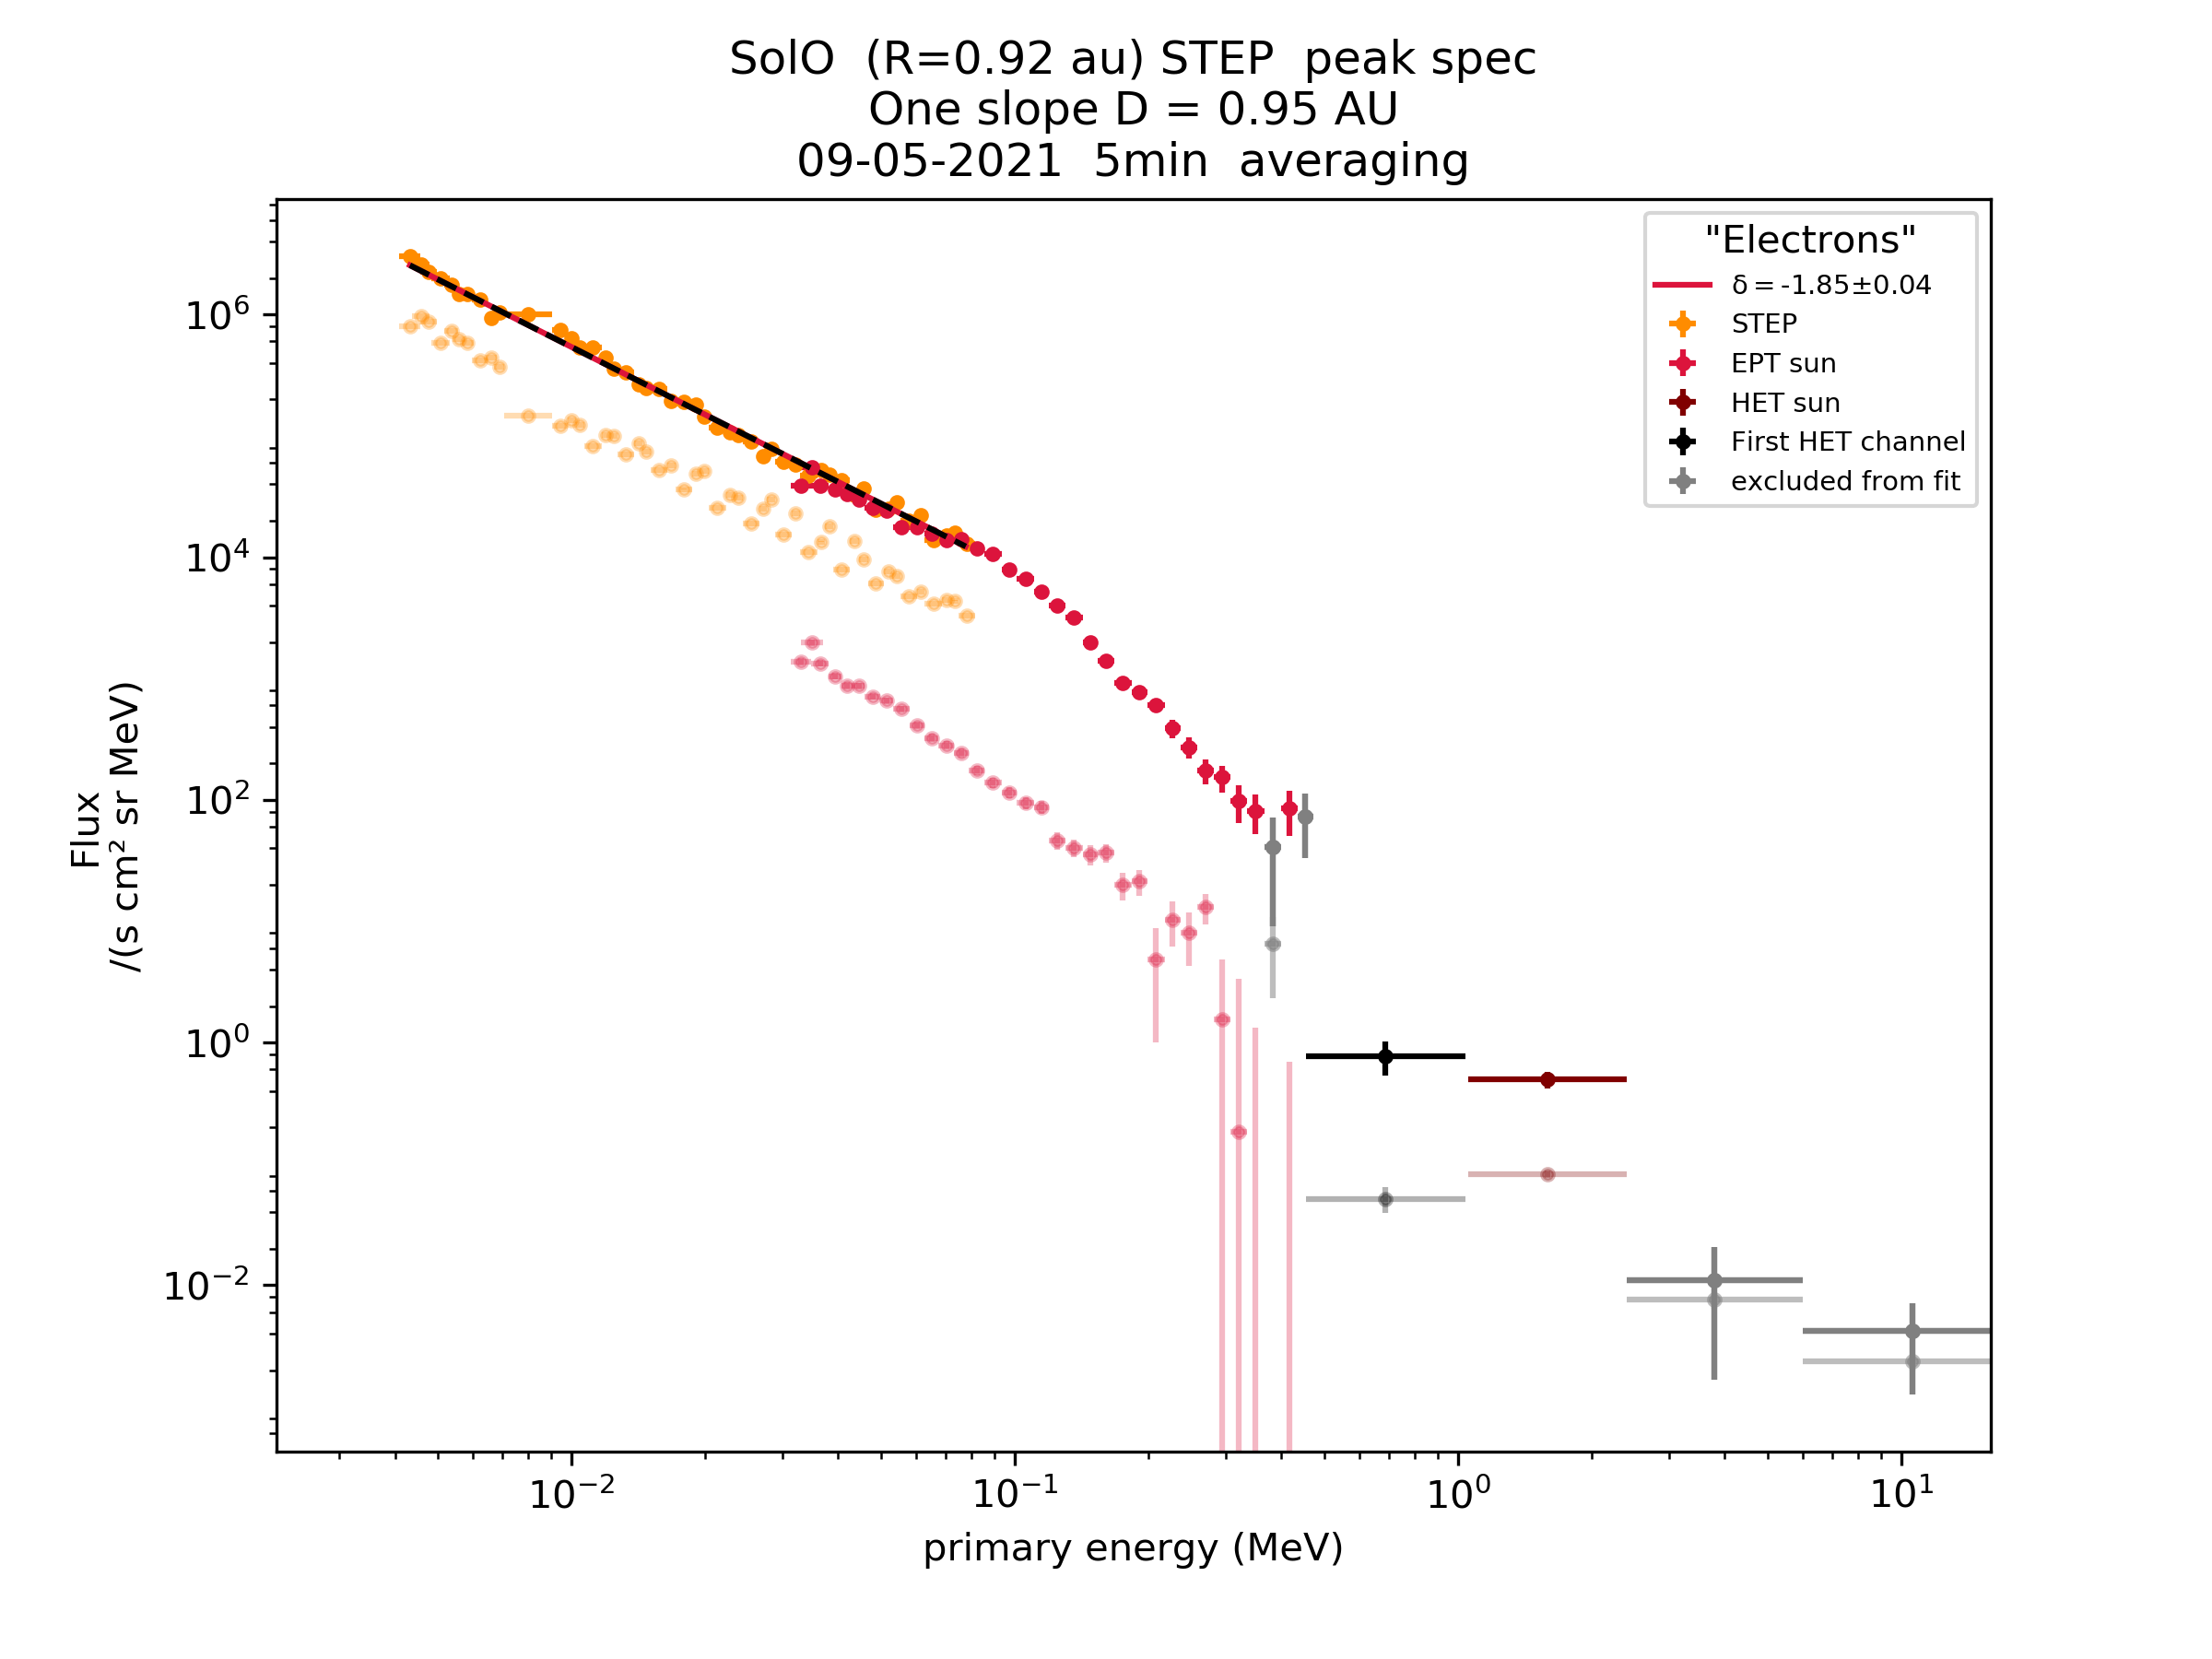 SolO (R=0.92 au) STEP peak spec
One slope D = 0.95 AU
09-05-2021 5min averaging
"Electrons"
δ = -1.85±0.04
STEP
EPT sun
HET sun
First HET channel
excluded from fit
10⁶
10⁴
10²
10⁰
10⁻²
Flux
/(s cm² sr MeV)
10⁻² 10⁻¹ 10⁰ 10¹
primary energy (MeV)